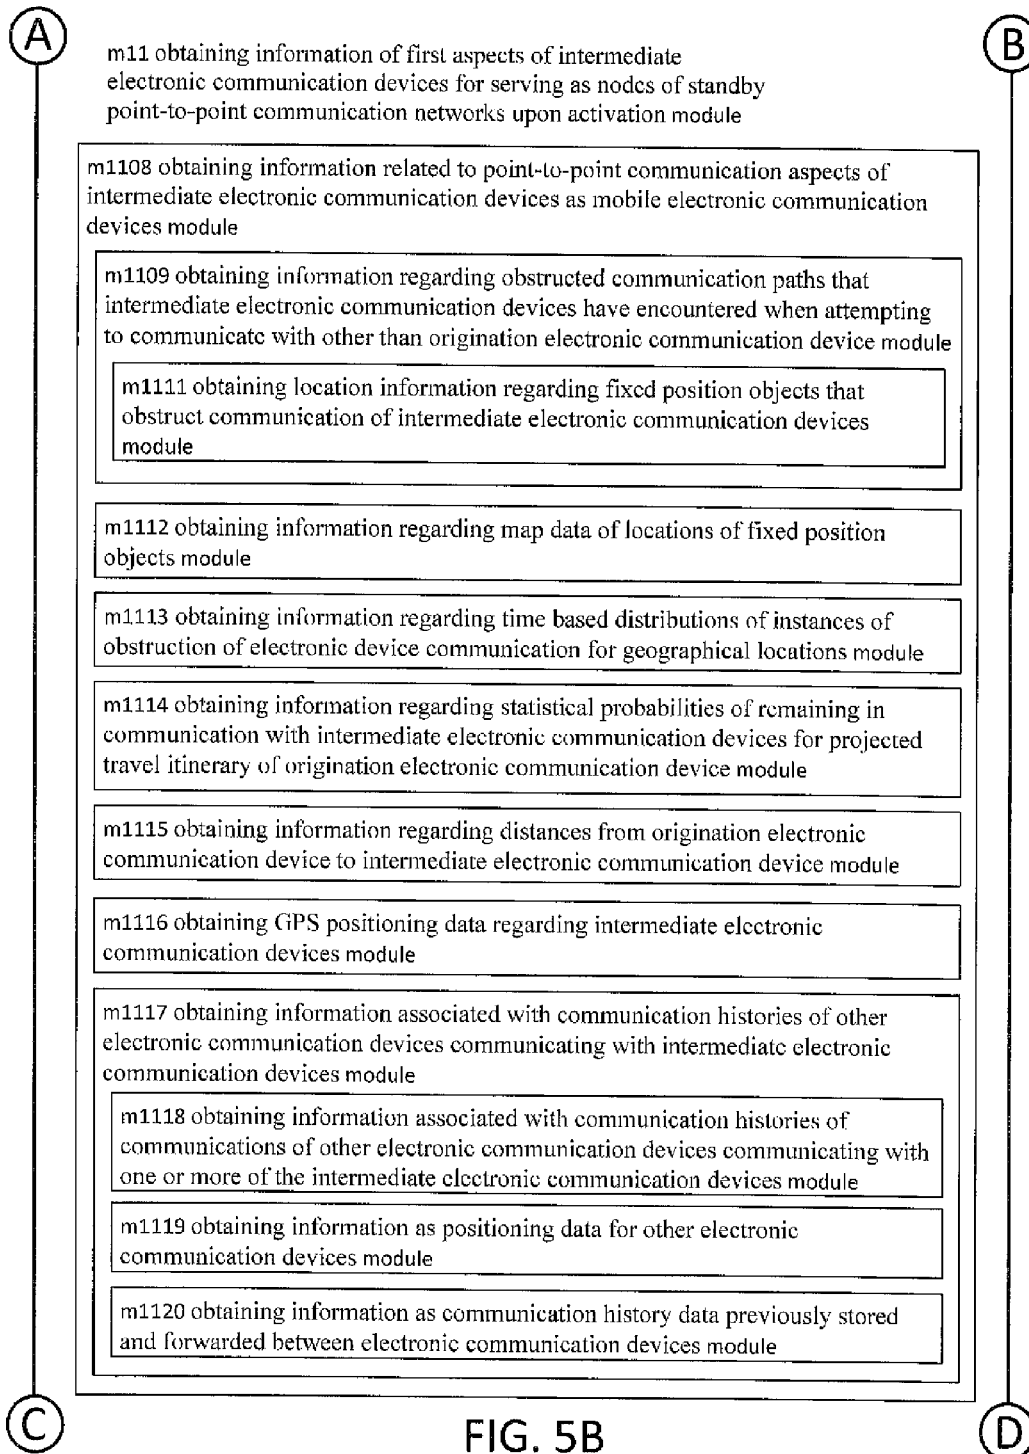 A
B
m11 obtaining information of first aspects of intermediate
electronic communication devices for serving as nodes of standby
point-to-point communication networks upon activation module
m1108 obtaining information related to point-to-point communication aspects of
intermediate electronic communication devices as mobile electronic communication
devices module
m1109 obtaining information regarding obstructed communication paths that
intermediate electronic communication devices have encountered when attempting
to communicate with other than origination electronic communication device module
m1111 obtaining location information regarding fixed position objects that
obstruct communication of intermediate electronic communication devices
module
m1112 obtaining information regarding map data of locations of fixed position
objects module
m1113 obtaining information regarding time based distributions of instances of
obstruction of electronic device communication for geographical locations module
m1114 obtaining information regarding statistical probabilities of remaining in
communication with intermediate electronic communication devices for projected
travel itinerary of origination electronic communication device module
m1115 obtaining information regarding distances from origination electronic
communication device to intermediate electronic communication device module
m1116 obtaining GPS positioning data regarding intermediate electronic
communication devices module
m1117 obtaining information associated with communication histories of other
electronic communication devices communicating with intermediate electronic
communication devices module
m1118 obtaining information associated with communication histories of
communications of other electronic communication devices communicating with
one or more of the intermediate electronic communication devices module
m1119 obtaining information as positioning data for other electronic
communication devices module
m1120 obtaining information as communication history data previously stored
and forwarded between electronic communication devices module
C
FIG. 5B
D